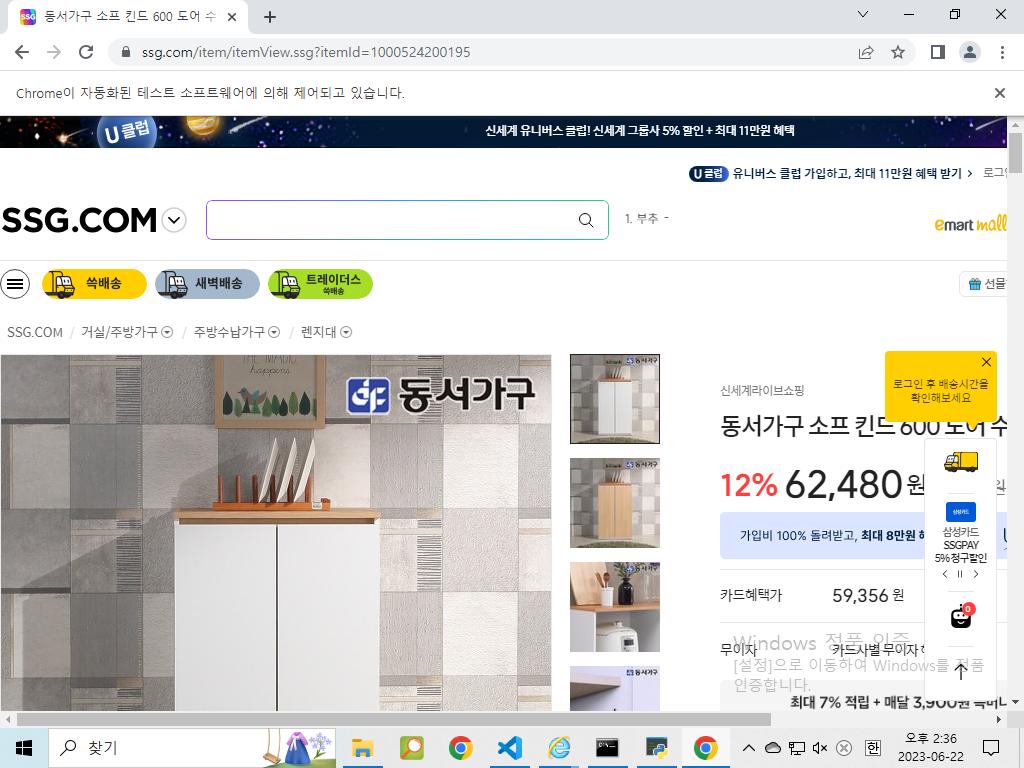 동서가구 소프 킨드 600 도어 수
ssg.com/item/itemView.ssg?itemId=1000524200195
Chrome이 자동화된 테스트 소프트웨어에 의해 제어되고 있습니다.
U 클럽
신세계 유니버스 클럽! 신세계 그룹사 5% 할인 + 최대 11만원 혜택
U 클럽 유니버스 클럽 가입하고, 최대 11만원 혜택 받기 > 로그인
SSG.COM
1. 부추 -
emart mall
쓱배송
새벽배송
트레이더스
쓱배송
선물
SSG.COM / 거실/주방가구 / 주방수납가구 / 렌지대
THE MAGIC
happens
동서가구
로그인 후 배송시간을
확인해보세요
신세계라이브쇼핑
동서가구 소프 킨드 600 도어 수
12% 62,480 원
원
가입비 100% 돌려받고, 최대 8만원
삼성카드
삼성카드
SSGPAY
5% 청구할인
카드혜택가 59,356 원
0
무이자 카드사별 무이자
Windows 정품 인증
[설정]으로 이동하여 Windows를 정품
인증합니다.
최대 7% 적립 + 매달 3,900원
찾기
한
오후 2:36
2023-06-22